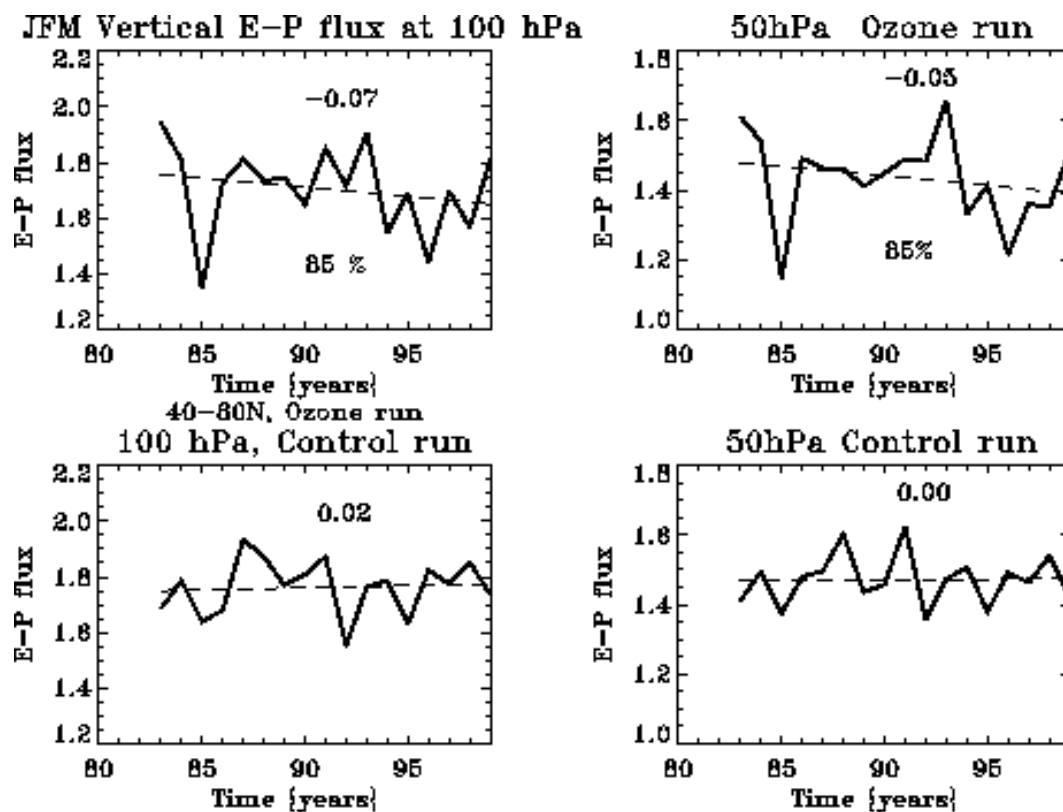 JFM Vertical E-P flux at 100 hPa
2.2
2.0
1.8
1.6
1.4
1.2
E-P flux
-0.07
85 %
80 85 90 95
Time {years}
40-80N, Ozone run
50hPa Ozone run
1.8
1.6
1.4
1.2
1.0
E-P flux
-0.05
85%
80 85 90 95
Time {years}
100 hPa, Control run
2.2
2.0
1.8
1.6
1.4
1.2
E-P flux
0.02
80 85 90 95
Time {years}
50hPa Control run
1.8
1.6
1.4
1.2
1.0
E-P flux
0.00
80 85 90 95
Time {years}